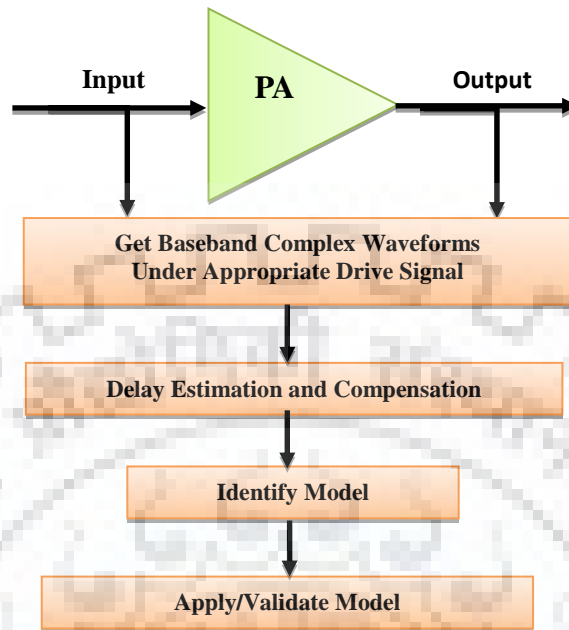 Input
PA
Output
Get Baseband Complex Waveforms
Under Appropriate Drive Signal
Delay Estimation and Compensation
Identify Model
Apply/Validate Model